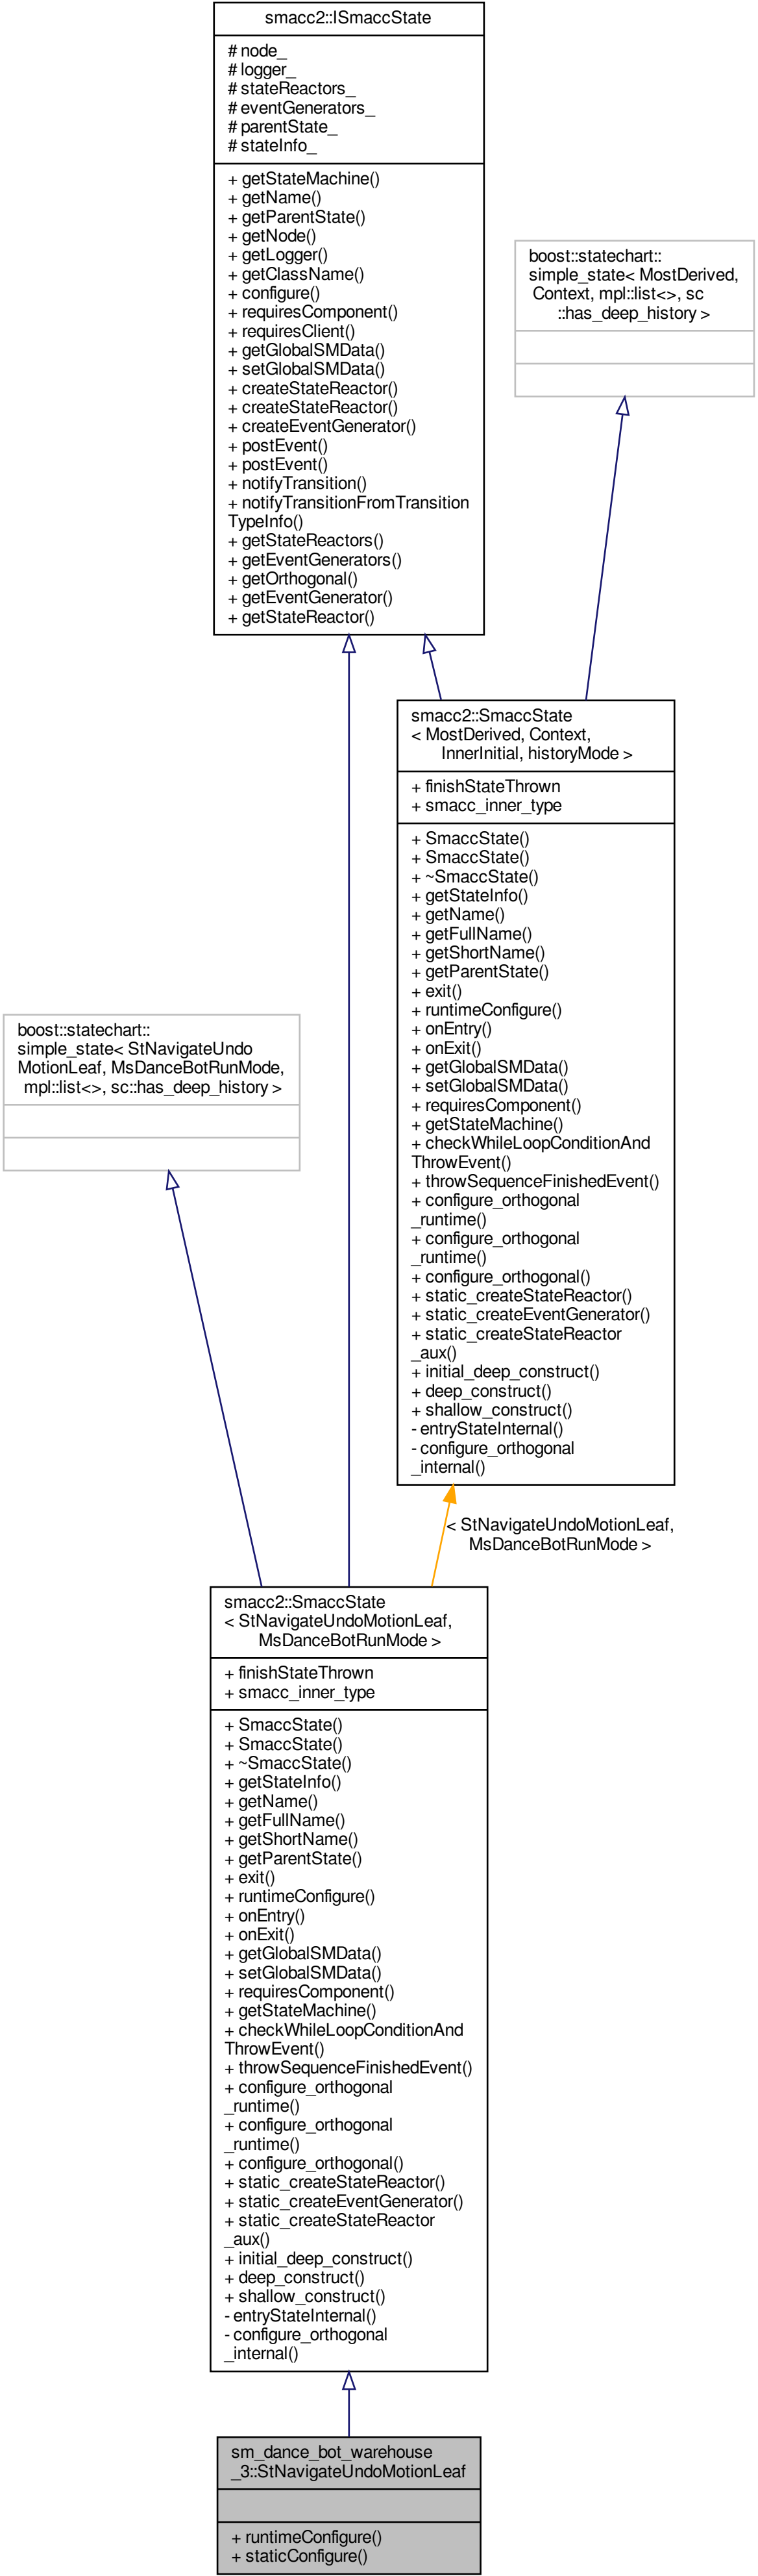 smacc2::ISmaccState
# node_
# logger_
# stateReactors_
# eventGenerators_
# parentState_
# stateInfo_
+ getStateMachine()
+ getName()
+ getParentState()
+ getNode()
+ getLogger()
+ getClassName()
+ configure()
+ requiresComponent()
+ requiresClient()
+ getGlobalSMData()
+ setGlobalSMData()
+ createStateReactor()
+ createStateReactor()
+ createEventGenerator()
+ postEvent()
+ postEvent()
+ notifyTransition()
+ notifyTransitionFromTransition
TypeInfo()
+ getStateReactors()
+ getEventGenerators()
+ getOrthogonal()
+ getEventGenerator()
+ getStateReactor()
boost::statechart::
simple_state< MostDerived,
Context, mpl::list<>, sc
::has_deep_history >
smacc2::SmaccState
< MostDerived, Context,
InnerInitial, historyMode >
+ finishStateThrown
+ smacc_inner_type
+ SmaccState()
+ SmaccState()
+ ~SmaccState()
+ getStateInfo()
+ getName()
+ getFullName()
+ getShortName()
+ getParentState()
+ exit()
+ runtimeConfigure()
+ onEntry()
+ onExit()
+ getGlobalSMData()
+ setGlobalSMData()
+ requiresComponent()
+ getStateMachine()
+ checkWhileLoopConditionAnd
ThrowEvent()
+ throwSequenceFinishedEvent()
+ configure_orthogonal
_runtime()
+ configure_orthogonal
_runtime()
+ configure_orthogonal()
+ static_createStateReactor()
+ static_createEventGenerator()
+ static_createStateReactor
_aux()
+ initial_deep_construct()
+ deep_construct()
+ shallow_construct()
- entryStateInternal()
- configure_orthogonal
_internal()
boost::statechart::
simple_state< StNavigateUndo
MotionLeaf, MsDanceBotRunMode,
mpl::list<>, sc::has_deep_history >
< StNavigateUndoMotionLeaf,
MsDanceBotRunMode >
smacc2::SmaccState
< StNavigateUndoMotionLeaf,
MsDanceBotRunMode >
+ finishStateThrown
+ smacc_inner_type
+ SmaccState()
+ SmaccState()
+ ~SmaccState()
+ getStateInfo()
+ getName()
+ getFullName()
+ getShortName()
+ getParentState()
+ exit()
+ runtimeConfigure()
+ onEntry()
+ onExit()
+ getGlobalSMData()
+ setGlobalSMData()
+ requiresComponent()
+ getStateMachine()
+ checkWhileLoopConditionAnd
ThrowEvent()
+ throwSequenceFinishedEvent()
+ configure_orthogonal
_runtime()
+ configure_orthogonal
_runtime()
+ configure_orthogonal()
+ static_createStateReactor()
+ static_createEventGenerator()
+ static_createStateReactor
_aux()
+ initial_deep_construct()
+ deep_construct()
+ shallow_construct()
- entryStateInternal()
- configure_orthogonal
_internal()
sm_dance_bot_warehouse
_3::StNavigateUndoMotionLeaf
+ runtimeConfigure()
+ staticConfigure()